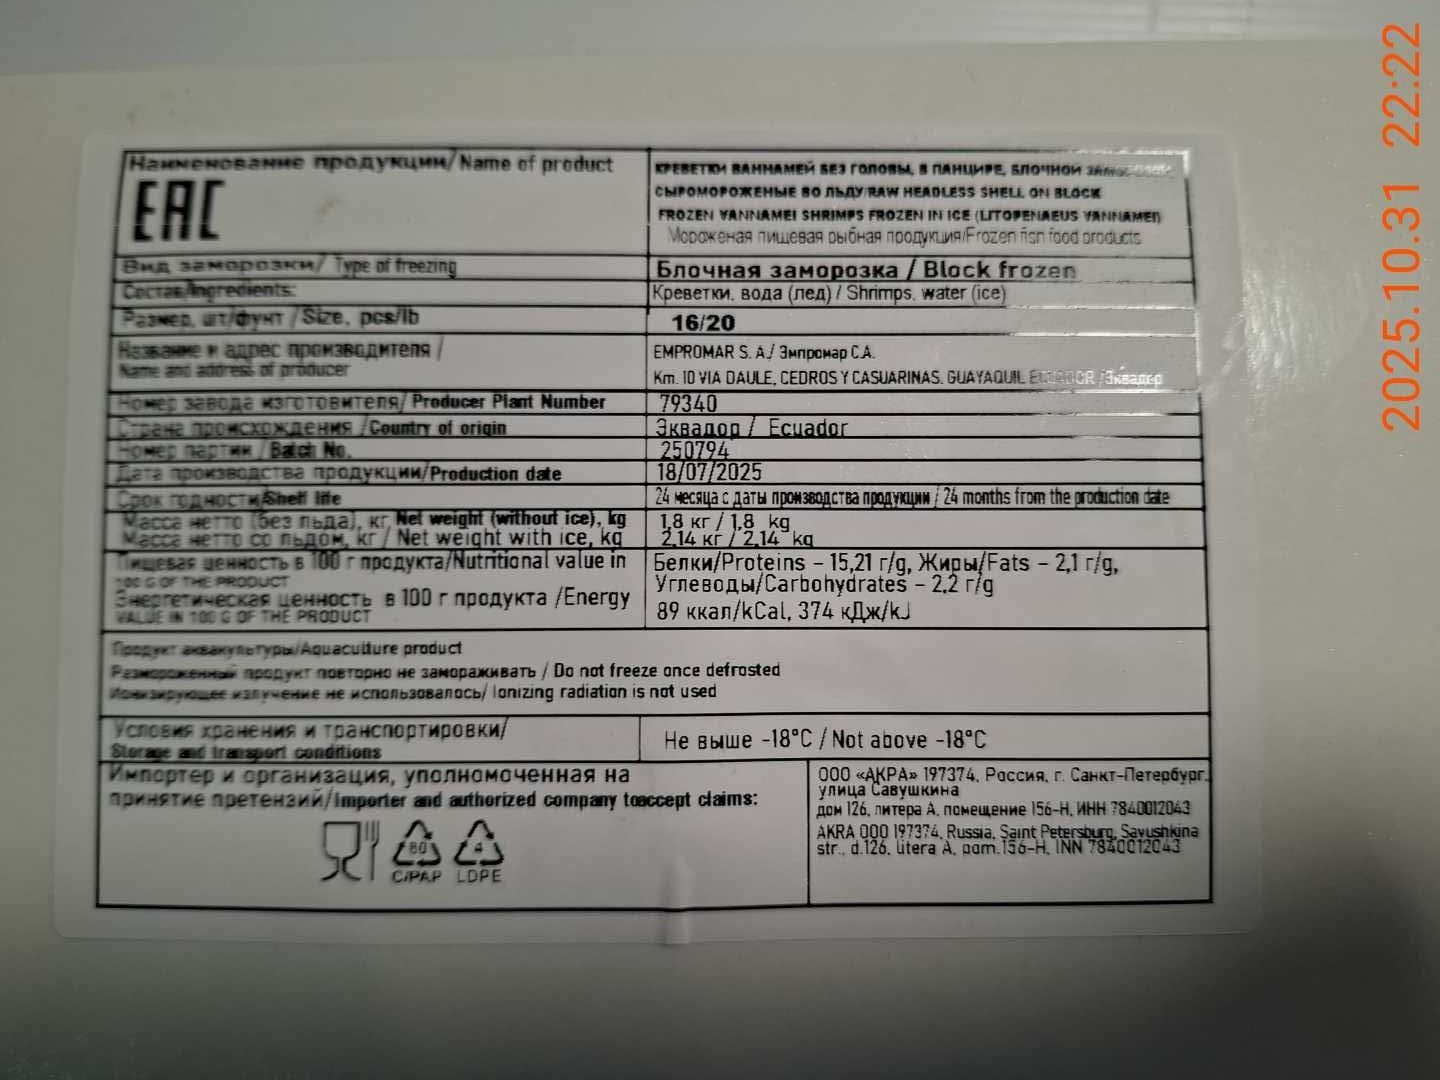 Наименование продукции/Name of product
EAC
КРЕВЕТКИ ВАННАМЕЙ БЕЗ ГОЛОВЫ, В ПАНЦИРЕ, БЛОЧНОЙ
СЫРОМОРОЖЕНЫЕ ВО ЛЬДУ/RAW HEADLESS SHELL ON BLOCK
FROZEN VANNAMEI SHRIMPS FROZEN IN ICE (LITOPENAEUS VANNAMEI)
Мороженая пищевая рыбная продукция/Frozen fish food products
Вид заморозки/ Type of freezing
Блочная заморозка / Block frozen
Состав/Ingredients:
Креветки, вода (лед) / Shrimps, water (ice)
Размер, шт/фунт /Size, pcs/lb
16/20
Название и адрес производителя /
Name and address of producer
EMPROMAR S. A./ Эмпромар С.А.
Km. 10 VIA DAULE, CEDROS Y CASUARINAS. GUAYAQUIL ECUADOR /Эквадор
Номер завода изготовителя/ Producer Plant Number
79340
Страна происхождения /Country of origin
Эквадор / Ecuador
Номер партии /Batch No.
250794
Дата производства продукции/Production date
18/07/2025
Срок годности/Shelf life
24 месяца с даты производства продукции / 24 months from the production date
Масса нетто (без льда), кг/Net weight (without ice), kg
1,8 кг / 1,8 kg
Масса нетто со льдом, кг / Net weight with ice, kg
2,14 кг / 2,14 kg
Пищевая ценность в 100 г продукта/Nutritional value in
100 G OF THE PRODUCT
Энергетическая ценность в 100 г продукта /Energy
VALUE IN 100 G OF THE PRODUCT
Белки/Proteins – 15,21 г/g, Жиры/Fats – 2,1 г/g,
Углеводы/Carbohydrates – 2,2 г/g
89 ккал/kCal, 374 кДж/kJ
Продукт аквакультуры/Aquaculture product
Размороженный продукт повторно не замораживать / Do not freeze once defrosted
Ионизирующее излучение не использовалось/ Ionizing radiation is not used
Условия хранения и транспортировки/
Storage and transport conditions
Не выше -18°C / Not above -18°C
Импортер и организация, уполномоченная на
принятие претензий/Importer and authorized company toaccept claims:
ООО «АКРА» 197374, Россия, г. Санкт-Петербург,
улица Савушкина
дом 126, литера А, помещение 156-Н, ИНН 7840012043
AKRA OOO 197374, Russia, Saint Petersburg, Savushkina
str., d.126, litera A, pom.156-H, INN 7840012043
80
C/PAP
4
LDPE
2025.10.31 22:22